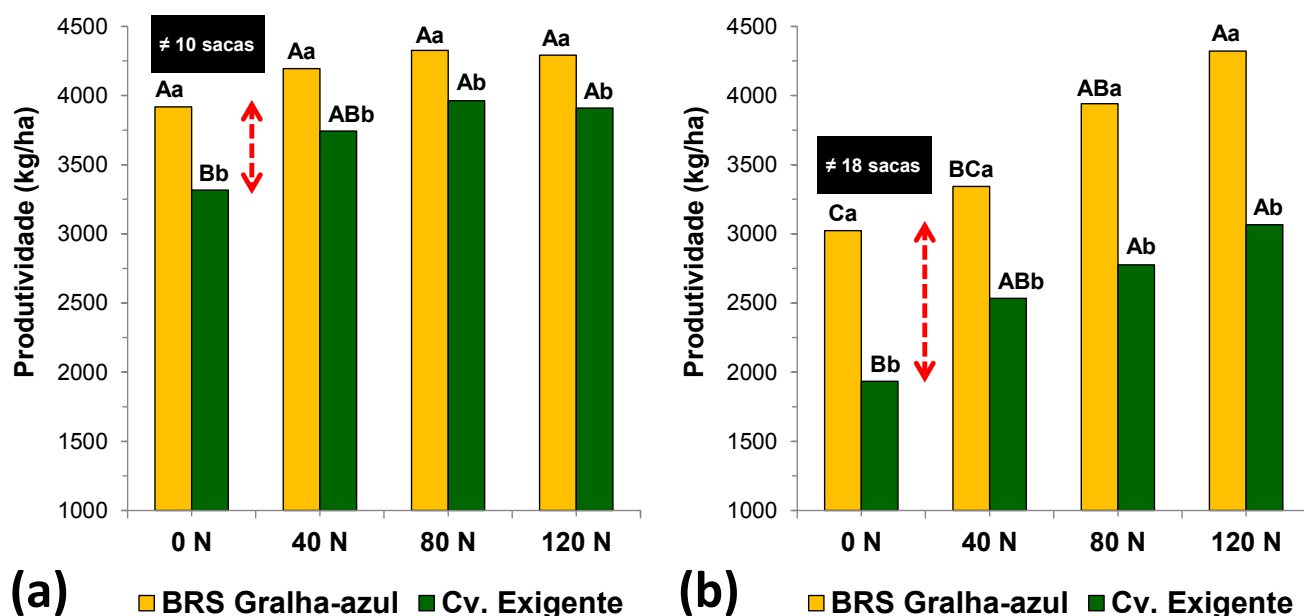 Produtividade (kg/ha)
4500
4000
3500
3000
2500
2000
1500
1000
≠ 10 sacas
Aa
Bb
Aa
ABb
Aa
Ab
Aa
Ab
0 N
40 N
80 N
120 N
(a)
BRS Gralha-azul
Cv. Exigente
Produtividade (kg/ha)
4500
4000
3500
3000
2500
2000
1500
1000
≠ 18 sacas
Ca
Bb
BCa
ABb
ABa
Ab
Aa
Ab
0 N
40 N
80 N
120 N
(b)
BRS Gralha-azul
Cv. Exigente